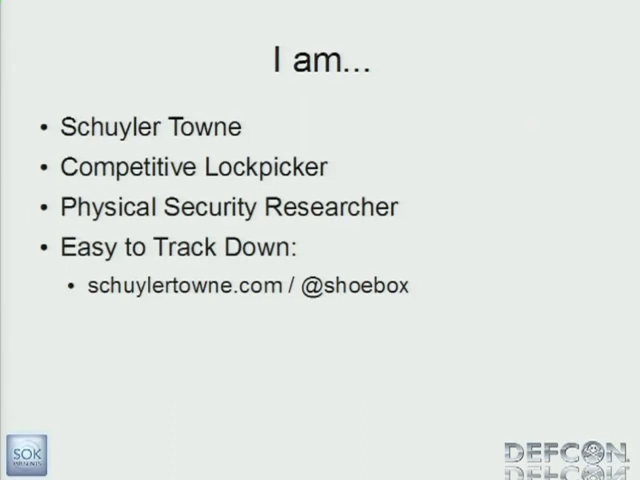 I am...
• Schuyler Towne
• Competitive Lockpicker
• Physical Security Researcher
• Easy to Track Down:
• schuylertowne.com / @shoebox
SOK
DEFCON.